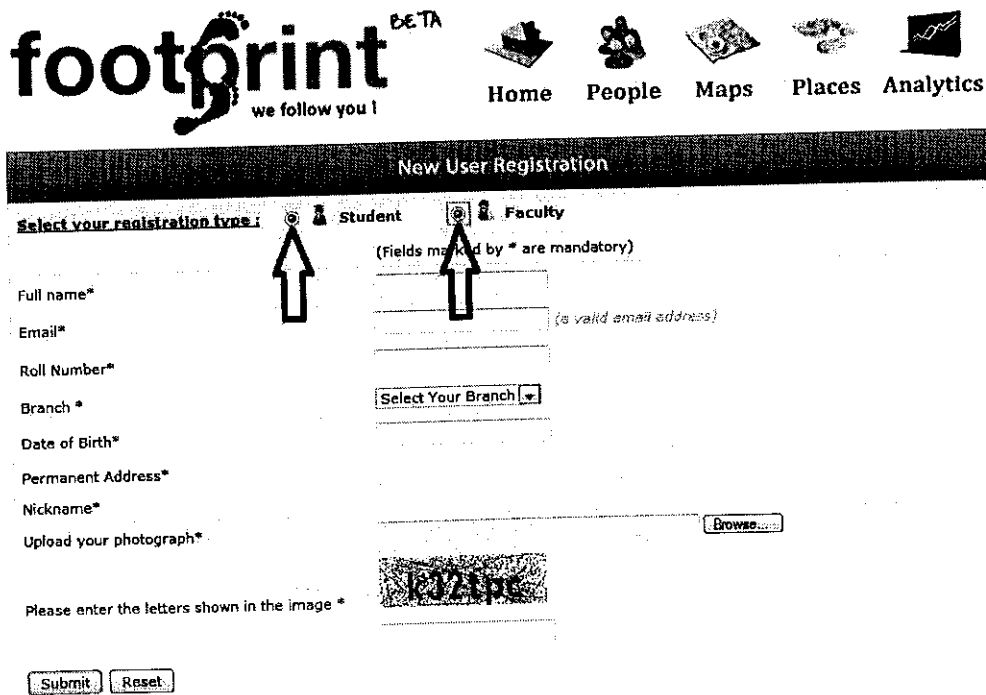 footprint BETA
we follow you !
Home People Maps Places Analytics
New User Registration
Select your registration type : Student Faculty
(Fields marked by * are mandatory)
Full name*
Email* (a valid email address)
Roll Number*
Branch * Select Your Branch
Date of Birth*
Permanent Address*
Nickname*
Upload your photograph* Browse...
Please enter the letters shown in the image * k32tpc
Submit Reset